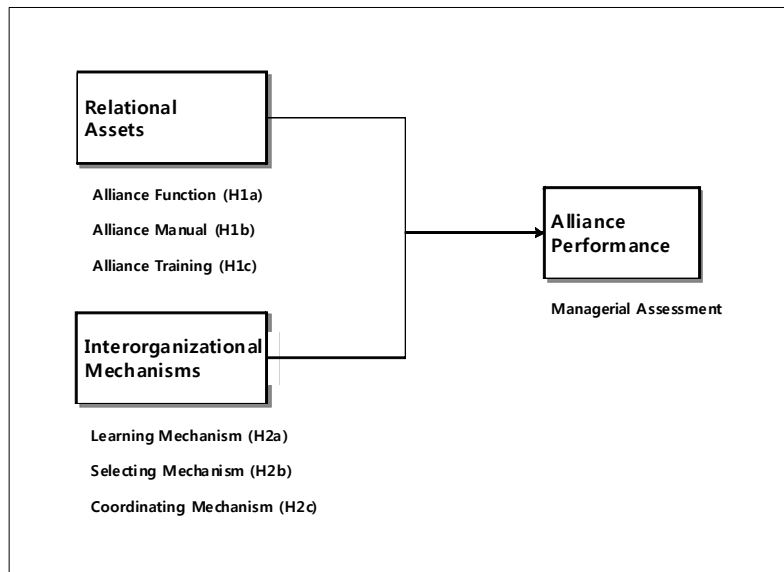 Relational
Assets
Alliance Function (H1a)
Alliance Manual (H1b)
Alliance Training (H1c)
Interorganizational
Mechanisms
Learning Mechanism (H2a)
Selecting Mechanism (H2b)
Coordinating Mechanism (H2c)
Alliance
Performance
Managerial Assessment